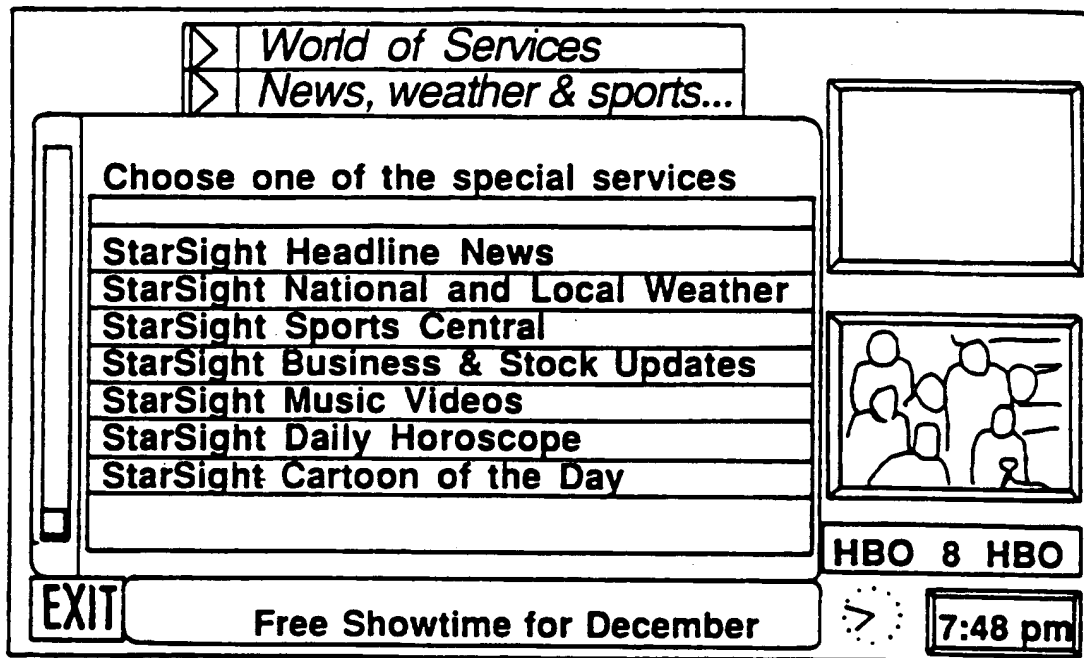 World of Services
News, weather & sports...
Choose one of the special services
StarSight Headline News
StarSight National and Local Weather
StarSight Sports Central
StarSight Business & Stock Updates
StarSight Music Videos
StarSight Daily Horoscope
StarSight Cartoon of the Day
HBO 8 HBO
EXIT
Free Showtime for December
7:48 pm